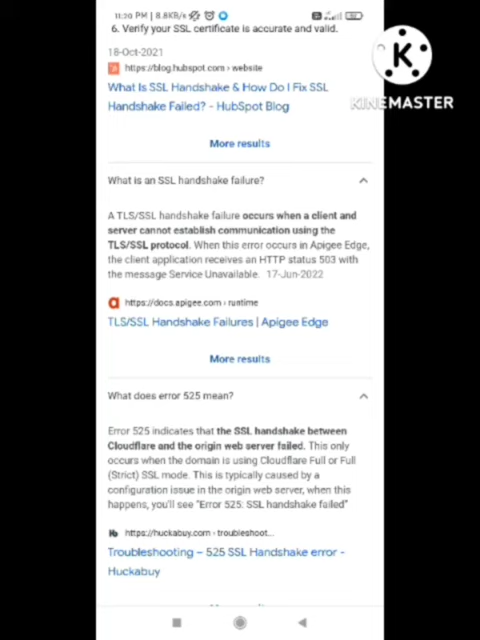 11:20 PM | 8.8KB/s
6. Verify your SSL certificate is accurate and valid.
18-Oct-2021
https://blog.hubspot.com › website
What Is SSL Handshake & How Do I Fix SSL
Handshake Failed? - HubSpot Blog
More results
What is an SSL handshake failure?
A TLS/SSL handshake failure occurs when a client and
server cannot establish communication using the
TLS/SSL protocol. When this error occurs in Apigee Edge,
the client application receives an HTTP status 503 with
the message Service Unavailable. 17-Jun-2022
https://docs.apigee.com › runtime
TLS/SSL Handshake Failures | Apigee Edge
More results
What does error 525 mean?
Error 525 indicates that the SSL handshake between
Cloudflare and the origin web server failed. This only
occurs when the domain is using Cloudflare Full or Full
(Strict) SSL mode. This is typically caused by a
configuration issue in the origin web server, when this
happens, you'll see "Error 525: SSL handshake failed"
https://huckabuy.com › troubleshoot...
Troubleshooting – 525 SSL Handshake error -
Huckabuy
K
KINEMASTER